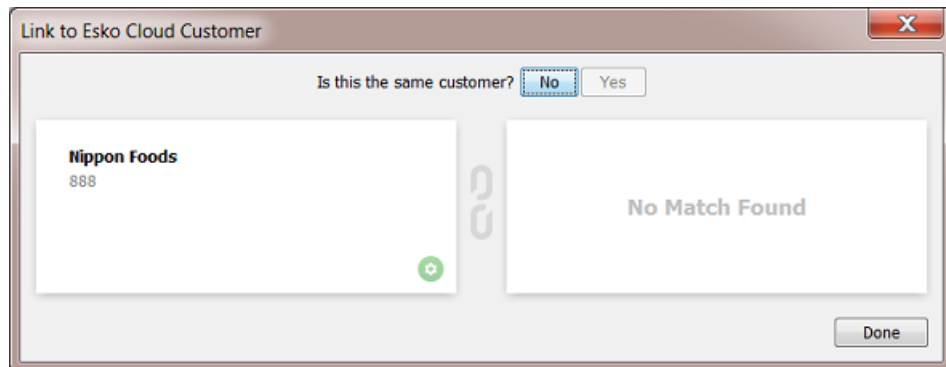 Link to Esko Cloud Customer
Is this the same customer? No Yes
Nippon Foods
888
No Match Found
Done